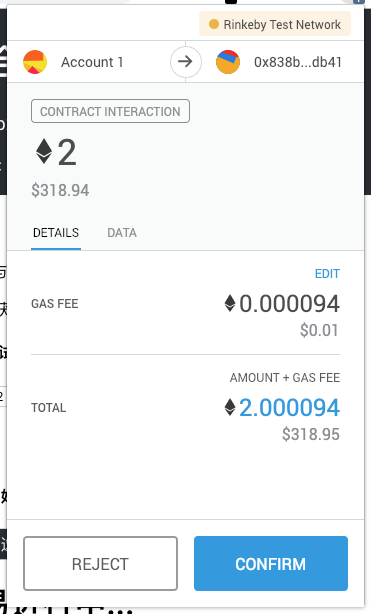 Rinkeby Test Network
Account 1
0x838b...db41
CONTRACT INTERACTION
2
$318.94
DETAILS DATA
EDIT
GAS FEE 0.000094
$0.01
AMOUNT + GAS FEE
TOTAL 2.000094
$318.95
REJECT CONFIRM